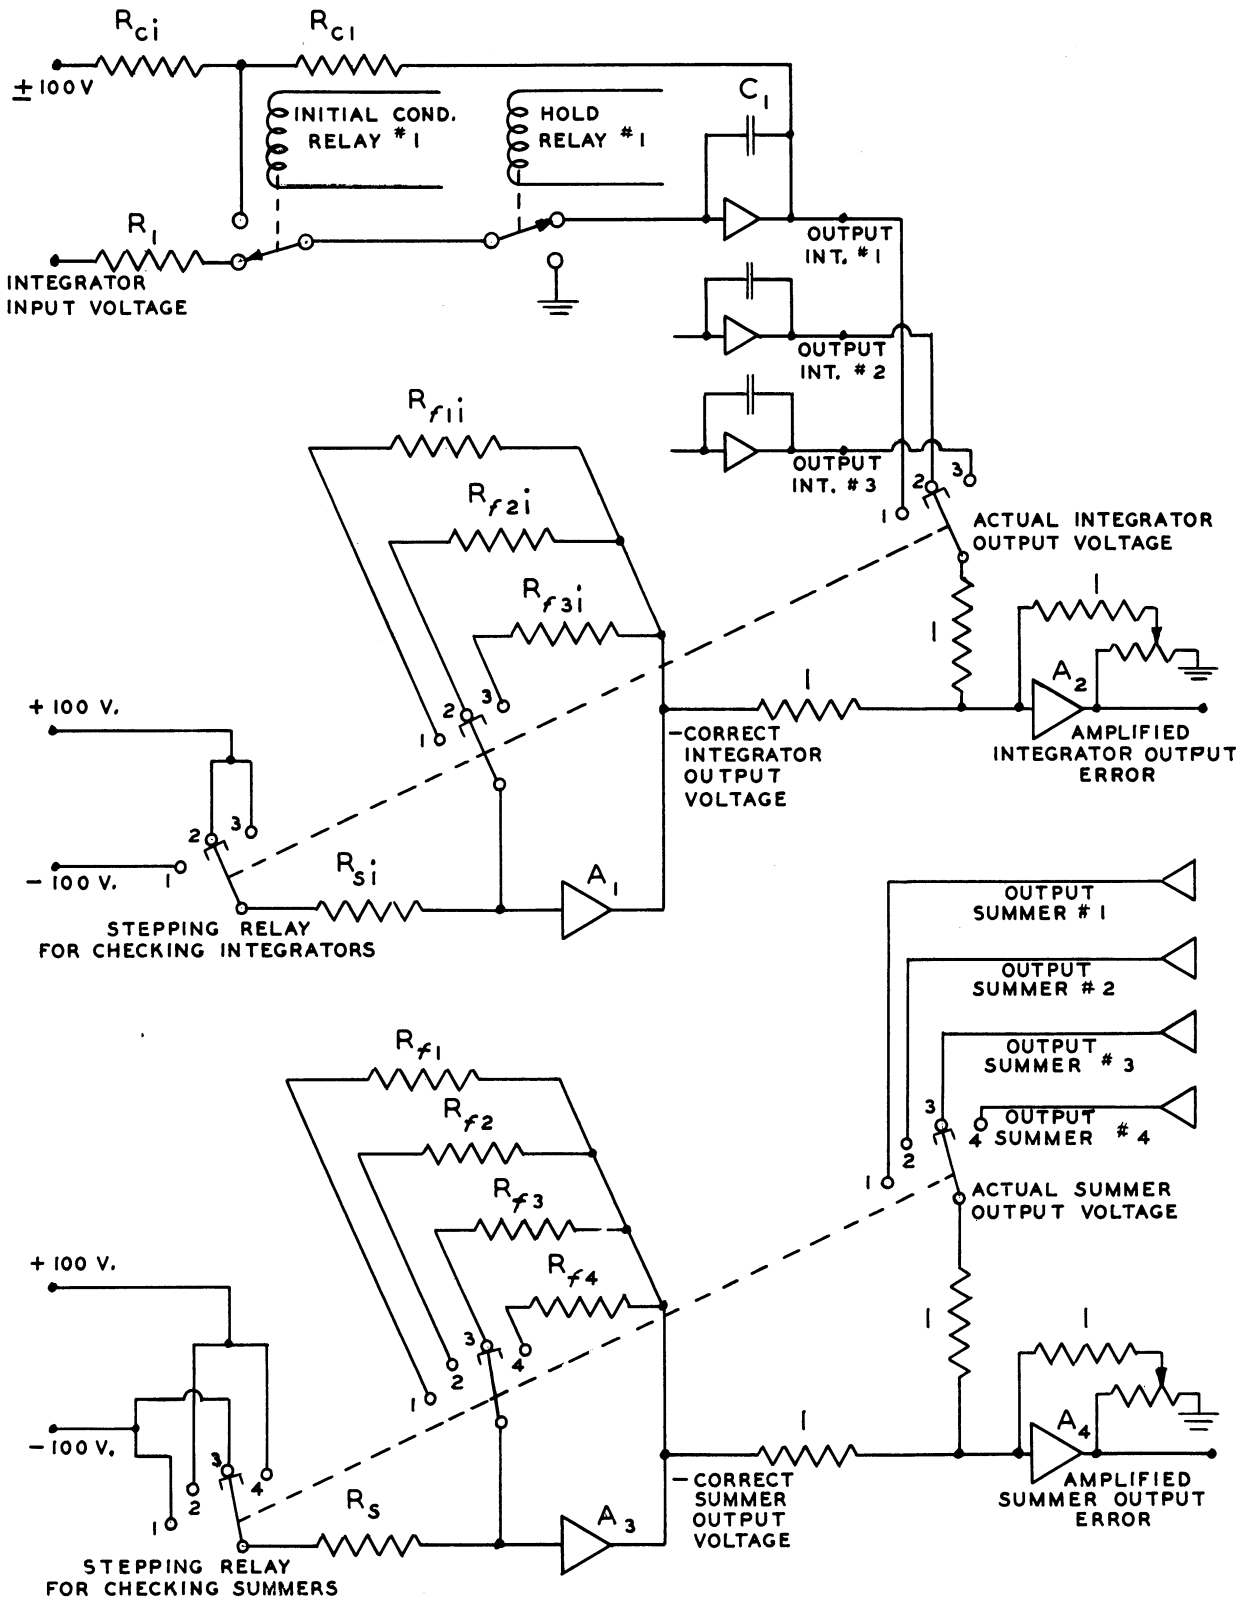 Rci
Rc1
±100V
INITIAL COND.
RELAY #1
HOLD
RELAY #1
C1
R1
INTEGRATOR
INPUT VOLTAGE
OUTPUT
INT. #1
OUTPUT
INT. #2
OUTPUT
INT. #3
Rf1i
Rf2i
Rf3i
1
2
3
ACTUAL INTEGRATOR
OUTPUT VOLTAGE
1
1
1
A2
AMPLIFIED
INTEGRATOR OUTPUT
ERROR
-CORRECT
INTEGRATOR
OUTPUT
VOLTAGE
1
2
3
+100 V.
-100 V.
1
2
3
Rsi
A1
STEPPING RELAY
FOR CHECKING INTEGRATORS
OUTPUT
SUMMER #1
OUTPUT
SUMMER #2
OUTPUT
SUMMER #3
OUTPUT
SUMMER #4
1
2
3
4
ACTUAL SUMMER
OUTPUT VOLTAGE
Rf1
Rf2
Rf3
Rf4
1
2
3
4
+100 V.
-100 V.
1
2
3
4
Rs
A3
STEPPING RELAY
FOR CHECKING SUMMERS
-CORRECT
SUMMER
OUTPUT
VOLTAGE
1
1
1
A4
AMPLIFIED
SUMMER OUTPUT
ERROR